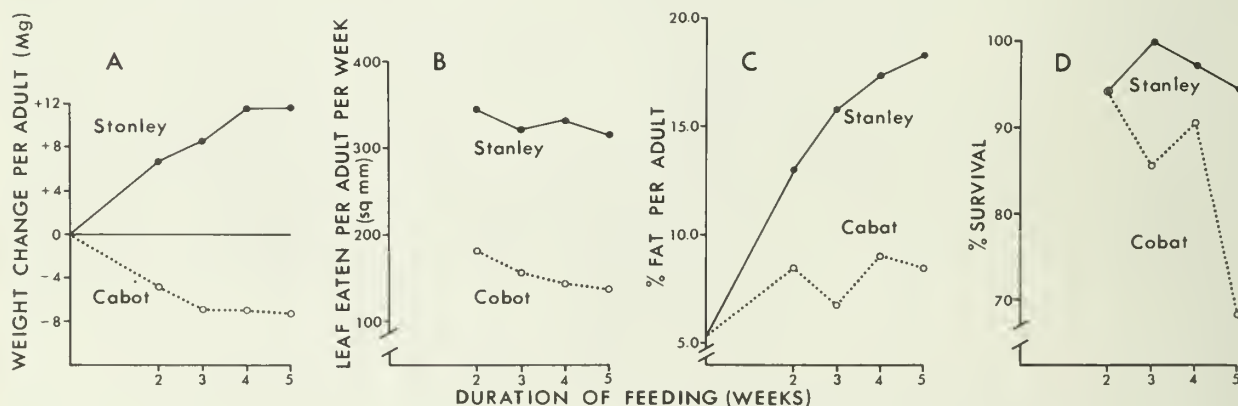 WEIGHT CHANGE PER ADULT (Mg)
A
+12
+8
+4
0
-4
-8
Stonley
Cabot
2 3 4 5
LEAF EATEN PER ADULT PER WEEK
(sq mm)
B
400
300
200
100
Stanley
Cobot
2 3 4 5
% FAT PER ADULT
C
20.0
15.0
10.0
5.0
Stanley
Cabat
2 3 4 5
% SURVIVAL
D
100
90
80
70
Stanley
Cobat
2 3 4 5
DURATION OF FEEDING (WEEKS)